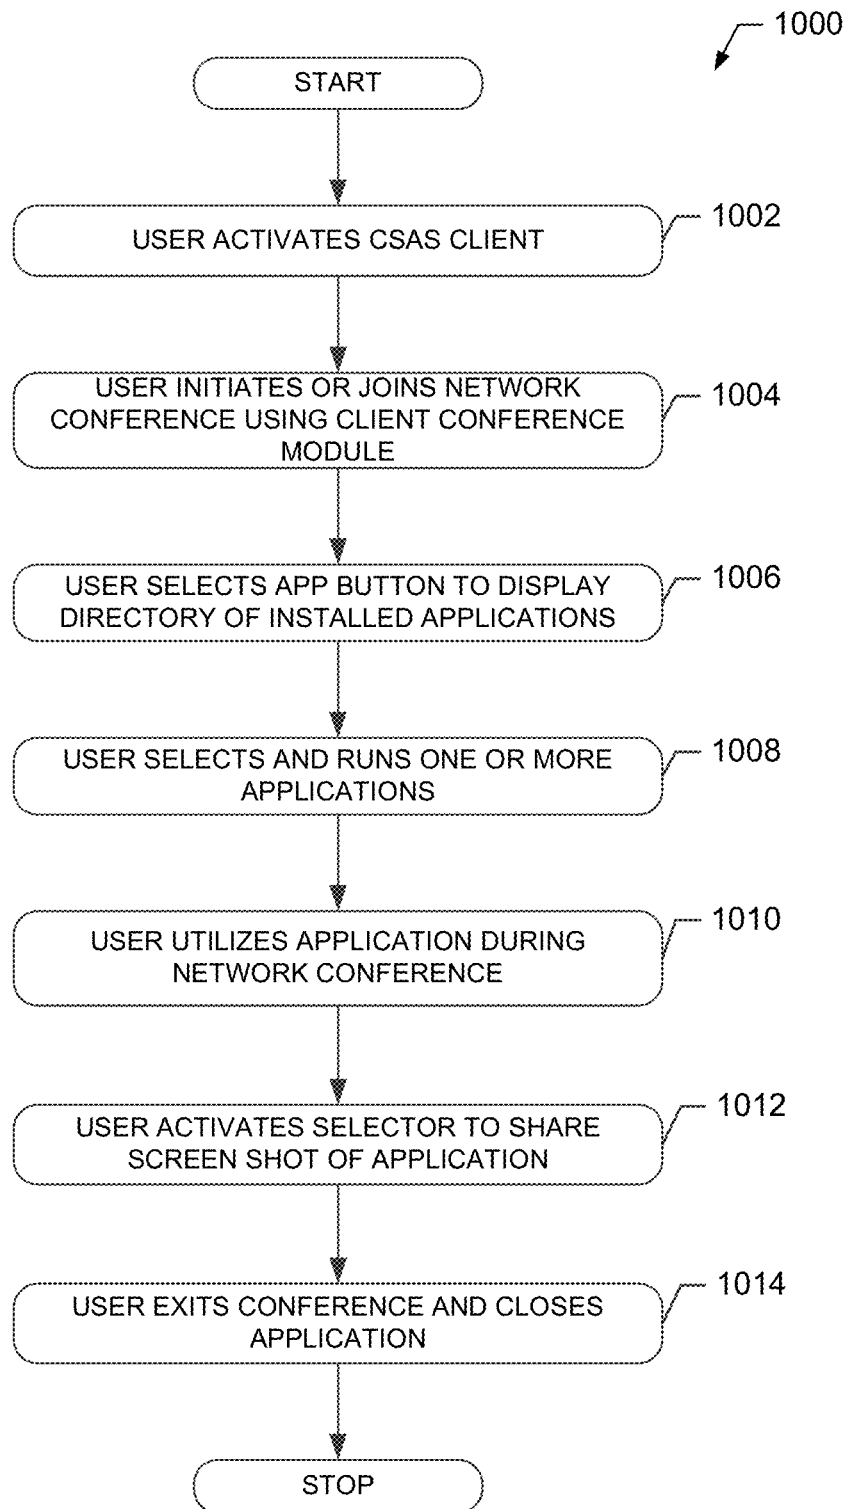 1000
START
USER ACTIVATES CSAS CLIENT
1002
USER INITIATES OR JOINS NETWORK
CONFERENCE USING CLIENT CONFERENCE
MODULE
1004
USER SELECTS APP BUTTON TO DISPLAY
DIRECTORY OF INSTALLED APPLICATIONS
1006
USER SELECTS AND RUNS ONE OR MORE
APPLICATIONS
1008
USER UTILIZES APPLICATION DURING
NETWORK CONFERENCE
1010
USER ACTIVATES SELECTOR TO SHARE
SCREEN SHOT OF APPLICATION
1012
USER EXITS CONFERENCE AND CLOSES
APPLICATION
1014
STOP